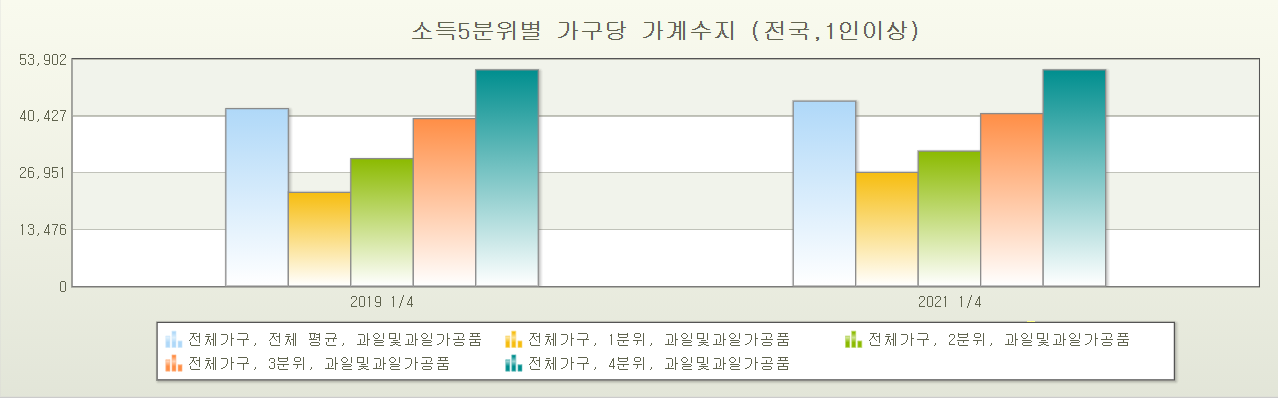 소득5분위별 가구당 가계수지 (전국,1인이상)
53,902
40,427
26,951
13,476
0
2019 1/4
2021 1/4
전체가구, 전체 평균, 과일및과일가공품
전체가구, 1분위, 과일및과일가공품
전체가구, 2분위, 과일및과일가공품
전체가구, 3분위, 과일및과일가공품
전체가구, 4분위, 과일및과일가공품